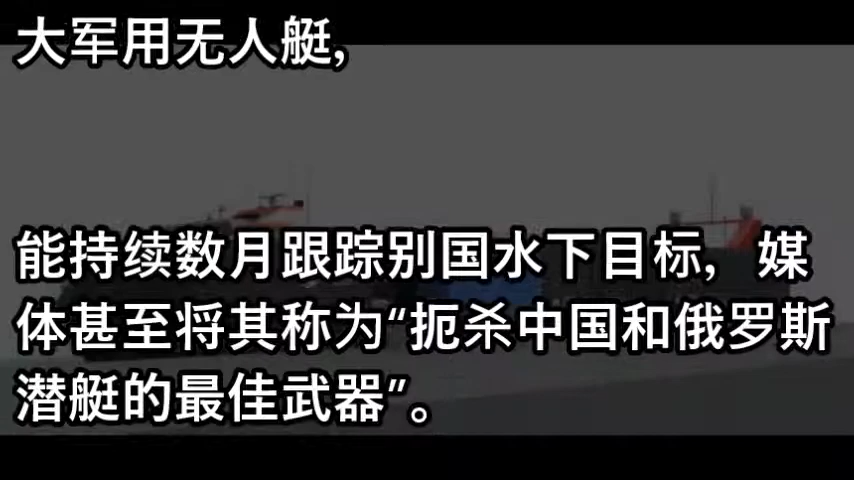 大军用无人艇,
能持续数月跟踪别国水下目标, 媒
体甚至将其称为“扼杀中国和俄罗斯
潜艇的最佳武器”。